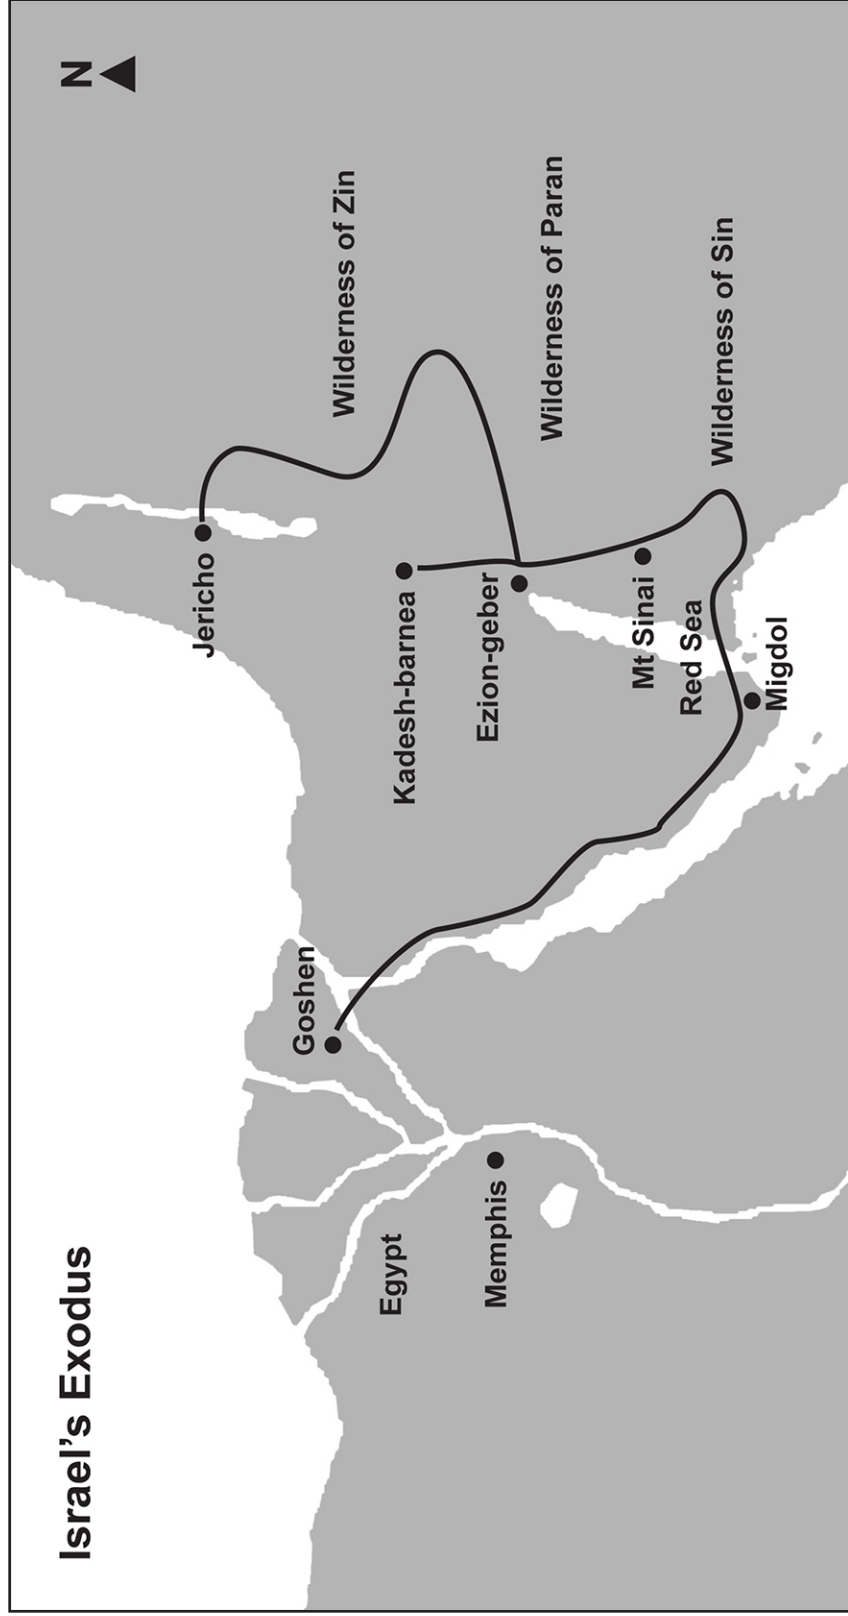 Israel’s Exodus
N
Jericho
Wilderness of Zin
Goshen
Egypt
Kadesh-barnea
Memphis
Ezion-geber
Wilderness of Paran
Mt Sinai
Red Sea
Wilderness of Sin
Migdol